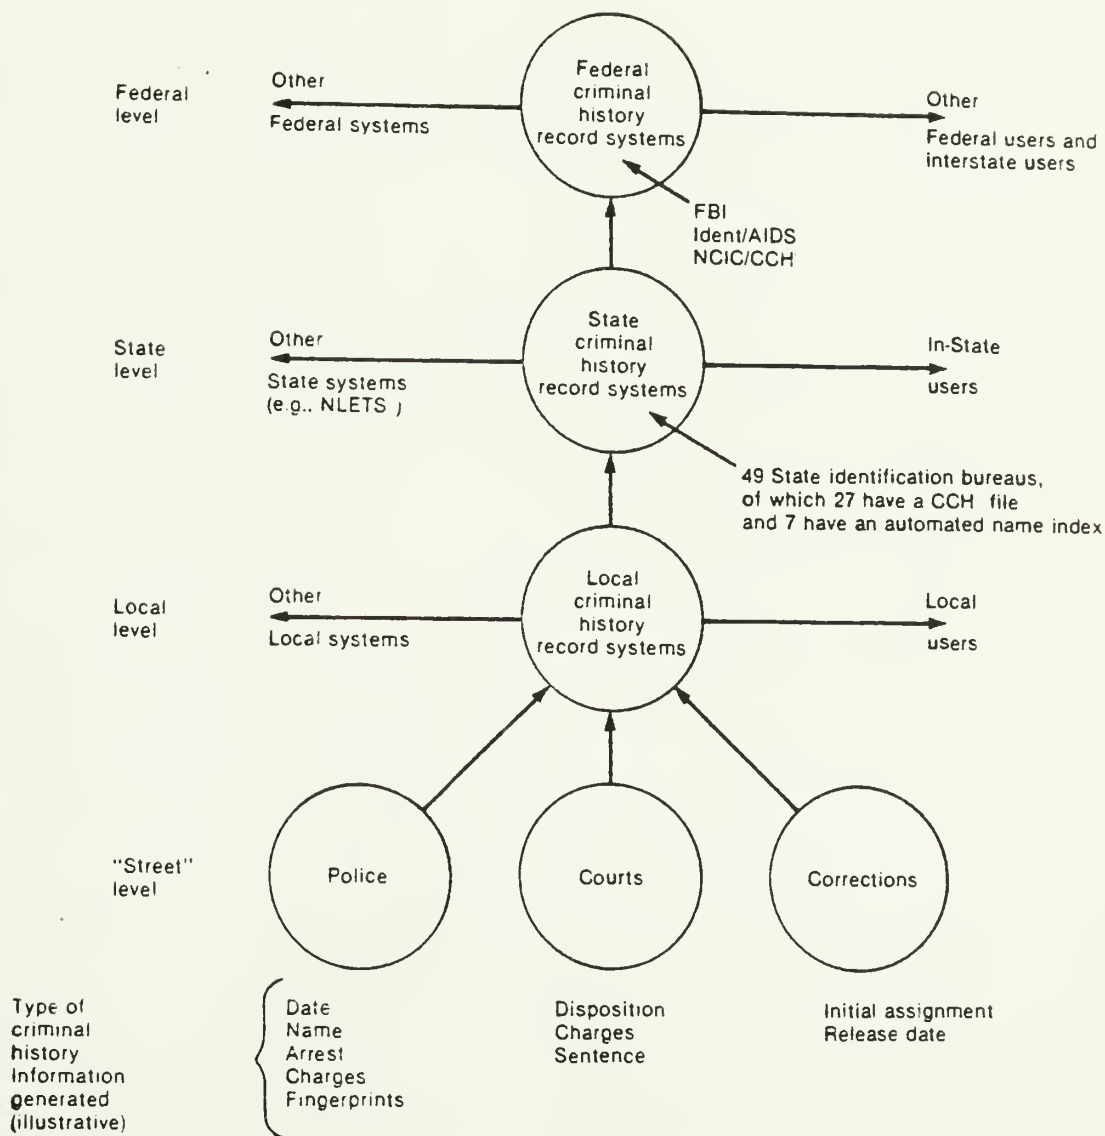 Federal
level
Other
Federal systems
Federal
criminal
history
record systems
Other
Federal users and
interstate users
FBI
Ident/AIDS
NCIC/CCH
State
level
Other
State systems
(e.g., NLETS )
State
criminal
history
record systems
In-State
users
49 State identification bureaus,
of which 27 have a CCH file
and 7 have an automated name index
Local
level
Other
Local systems
Local
criminal
history
record systems
Local
users
"Street"
level
Police
Courts
Corrections
Type of
criminal
history
Information
generated
(illustrative)
Date
Name
Arrest
Charges
Fingerprints
Disposition
Charges
Sentence
Initial assignment
Release date